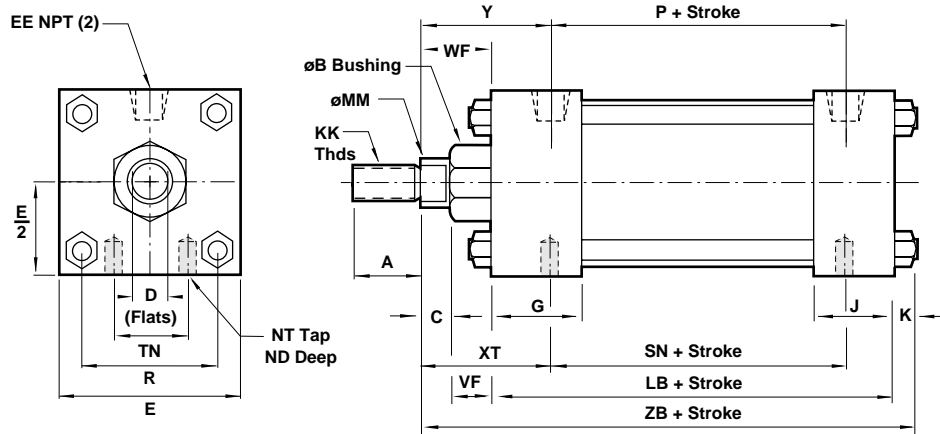 EE NPT (2)
Y
P + Stroke
WF
øB Bushing
øMM
KK
Thds
E
2
A
D
(Flats)
C
G
J
K
NT Tap
ND Deep
TN
XT
SN + Stroke
R
VF
LB + Stroke
E
ZB + Stroke